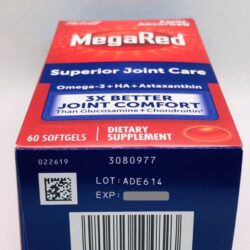 MegaRed®
Superior Joint Care
Omega-3 + HA + Astaxanthin
3X BETTER
JOINT COMFORT
Than Glucosamine + Chondroitin
60 SOFTGELS
DIETARY
SUPPLEMENT
022619
3080977
LOT: ADE614
EXP: